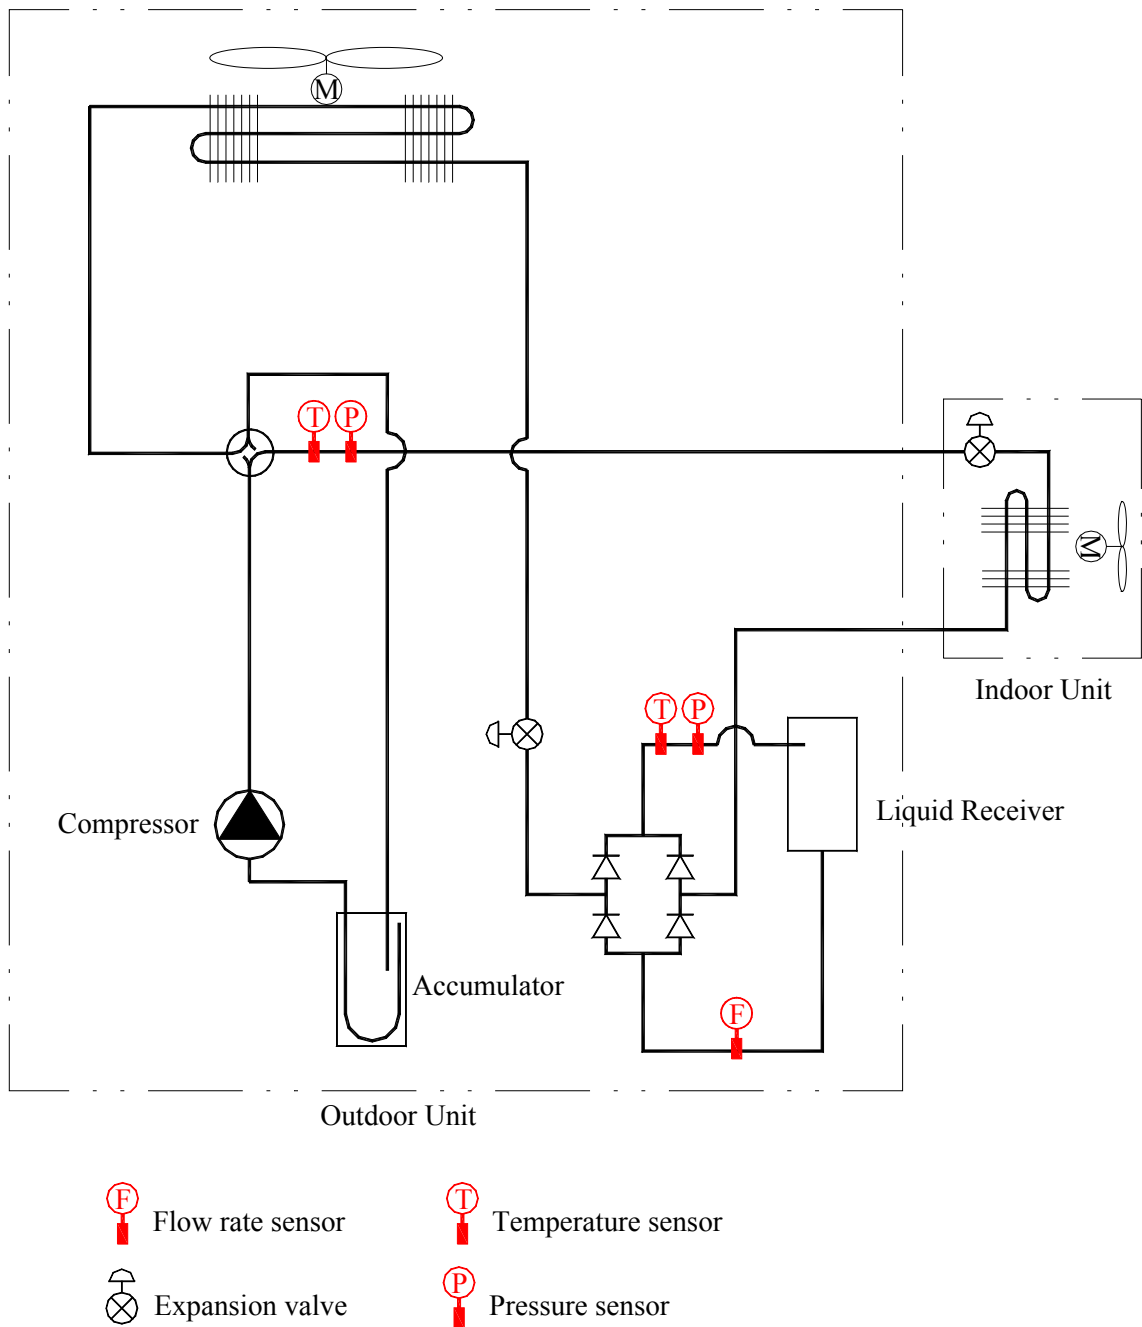 M
T P
M
Indoor Unit
T P
Compressor
Liquid Receiver
Accumulator
F
Outdoor Unit
F Flow rate sensor
T Temperature sensor
Expansion valve
P Pressure sensor